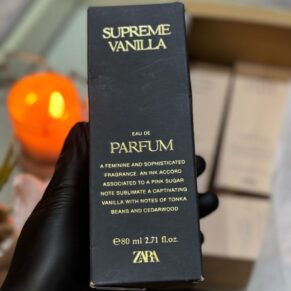 SUPREME
VANILLA
EAU DE
PARFUM
A FEMININE AND SOPHISTICATED
FRAGRANCE. AN INK ACCORD
ASSOCIATED TO A PINK SUGAR
NOTE SUBLIMATE A CAPTIVATING
VANILLA WITH NOTES OF TONKA
BEANS AND CEDARWOOD
℮80 ml 2.71 fl.oz.
ZARA